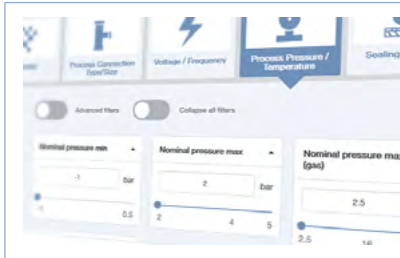 Process Connection
Type/Size
Voltage / Frequency
Process Pressure /
Temperature
Sealing
Advanced filters
Collapse all filters
Nominal pressure min
-1
bar
-1
0.5
Nominal pressure max
2
bar
2
4
5
Nominal pressure max
(gas)
2.5
2.5
16